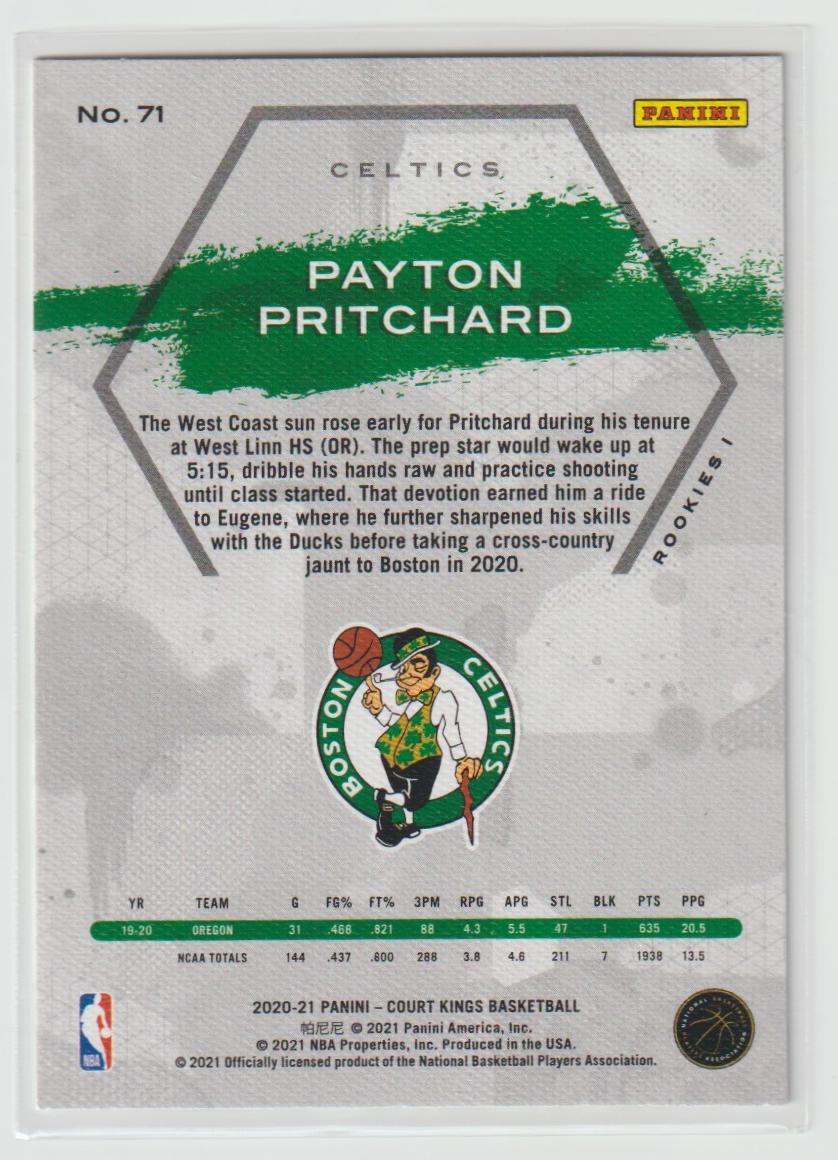 No. 71
PANINI
CELTICS
PAYTON
PRITCHARD
The West Coast sun rose early for Pritchard during his tenure
at West Linn HS (OR). The prep star would wake up at
5:15, dribble his hands raw and practice shooting
until class started. That devotion earned him a ride
to Eugene, where he further sharpened his skills
with the Ducks before taking a cross-country
jaunt to Boston in 2020.
ROOKIES I
BOSTON CELTICS
YR TEAM G FG% FT% 3PM RPG APG STL BLK PTS PPG
19-20 OREGON 31 .468 .821 88 4.3 5.5 47 1 635 20.5
NCAA TOTALS 144 .437 .800 288 3.8 4.6 211 7 1938 13.5
2020-21 PANINI – COURT KINGS BASKETBALL
帕尼尼 © 2021 Panini America, Inc.
© 2021 NBA Properties, Inc. Produced in the USA.
© 2021 Officially licensed product of the National Basketball Players Association.
NBA
NATIONAL BASKETBALL
PLAYERS ASSOCIATION